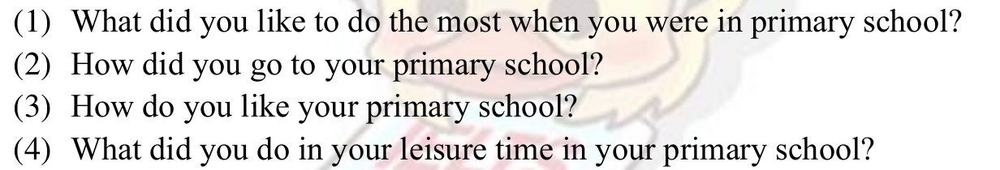 (1) What did you like to do the most when you were in primary school?
(2) How did you go to your primary school?
(3) How do you like your primary school?
(4) What did you do in your leisure time in your primary school?